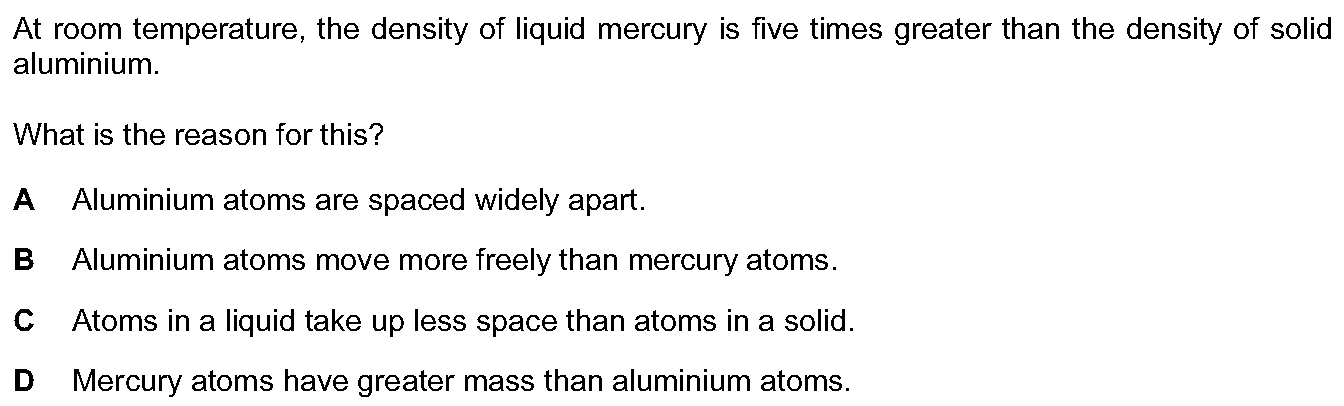 At room temperature, the density of liquid mercury is five times greater than the density of solid
aluminium.
What is the reason for this?
A Aluminium atoms are spaced widely apart.
B Aluminium atoms move more freely than mercury atoms.
C Atoms in a liquid take up less space than atoms in a solid.
D Mercury atoms have greater mass than aluminium atoms.